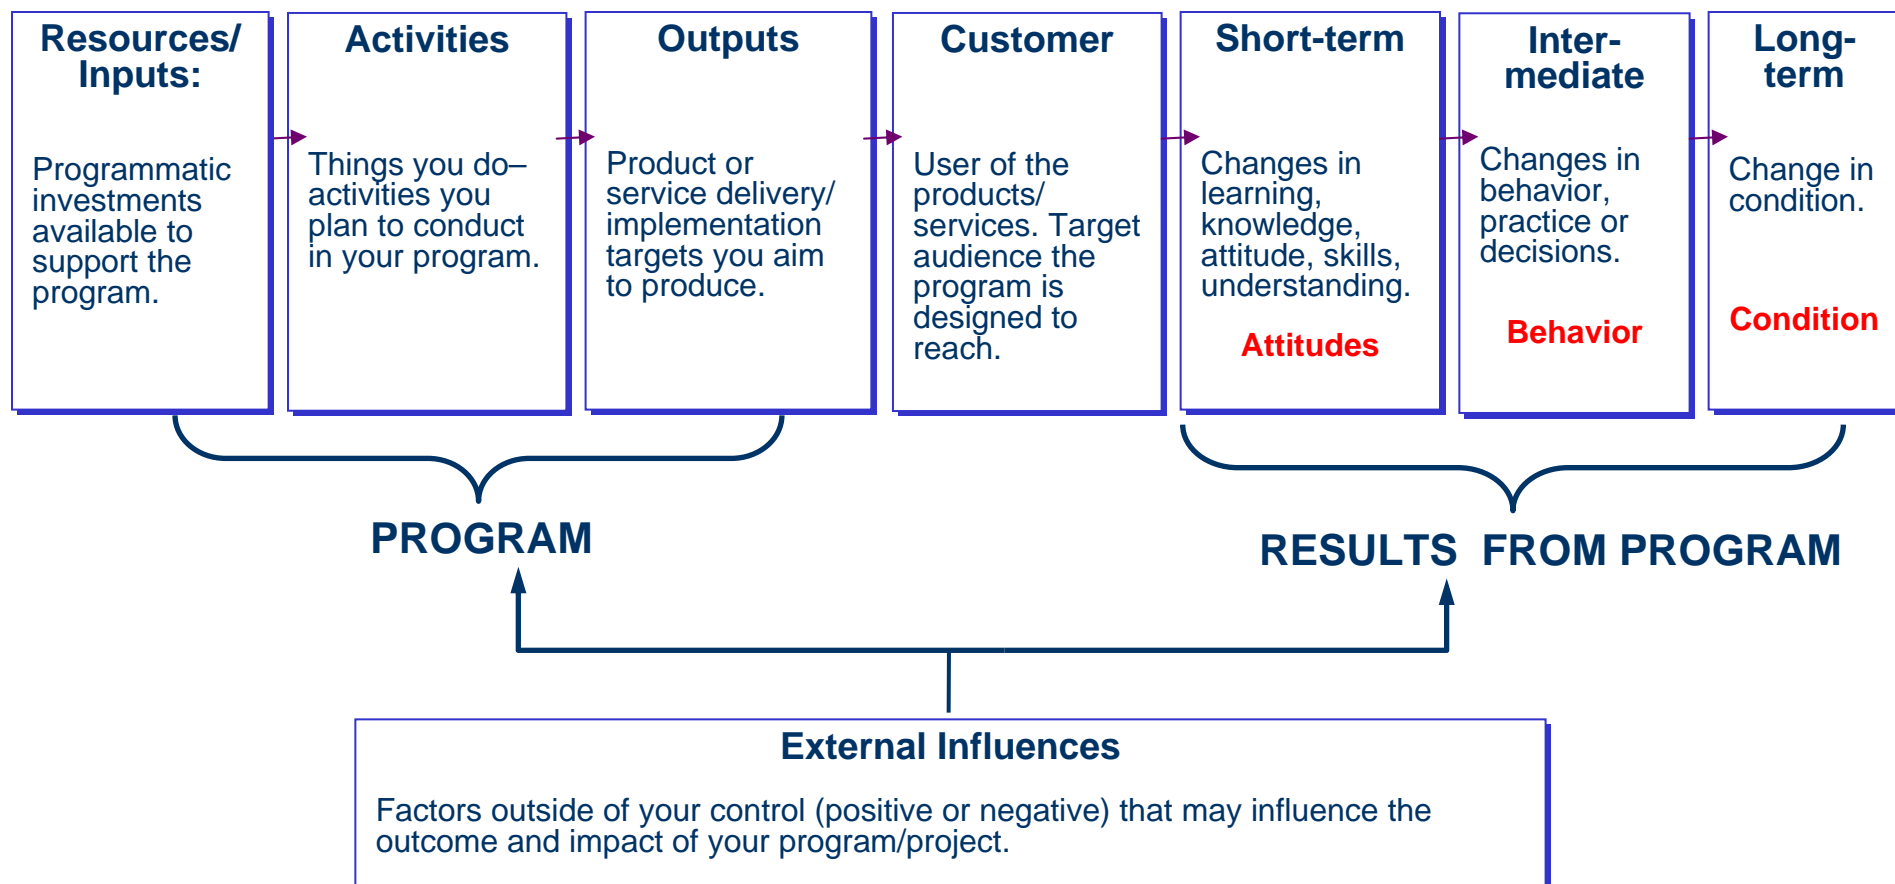 Resources/
Inputs:
Programmatic
investments
available to
support the
program.
Activities
Things you do–
activities you
plan to conduct
in your program.
Outputs
Product or
service delivery/
implementation
targets you aim
to produce.
Customer
User of the
products/
services. Target
audience the
program is
designed to
reach.
Short-term
Changes in
learning,
knowledge,
attitude, skills,
understanding.
Attitudes
Inter-
mediate
Changes in
behavior,
practice or
decisions.
Behavior
Long-
term
Change in
condition.
Condition
PROGRAM
RESULTS FROM PROGRAM
External Influences
Factors outside of your control (positive or negative) that may influence the
outcome and impact of your program/project.